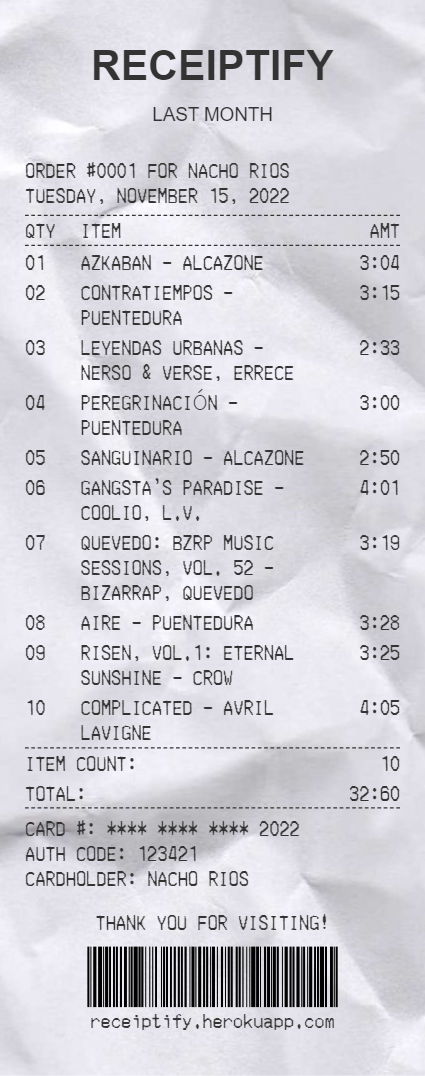 RECEIPTIFY
LAST MONTH
ORDER #0001 FOR NACHO RIOS
TUESDAY, NOVEMBER 15, 2022
QTY ITEM AMT
01 AZKABAN - ALCAZONE 3:04
02 CONTRATIEMPOS - 3:15
PUENTEDURA
03 LEYENDAS URBANAS - 2:33
NERSO & VERSE, ERRECE
04 PEREGRINACIÓN - 3:00
PUENTEDURA
05 SANGUINARIO - ALCAZONE 2:50
06 GANGSTA'S PARADISE - 4:01
COOLIO, L.V.
07 QUEVEDO: BZRP MUSIC 3:19
SESSIONS, VOL. 52 -
BIZARRAP, QUEVEDO
08 AIRE - PUENTEDURA 3:28
09 RISEN, VOL.1: ETERNAL 3:25
SUNSHINE - CROW
10 COMPLICATED - AVRIL 4:05
LAVIGNE
ITEM COUNT: 10
TOTAL: 32:60
CARD #: **** **** **** 2022
AUTH CODE: 123421
CARDHOLDER: NACHO RIOS
THANK YOU FOR VISITING!
receiptify.herokuapp.com